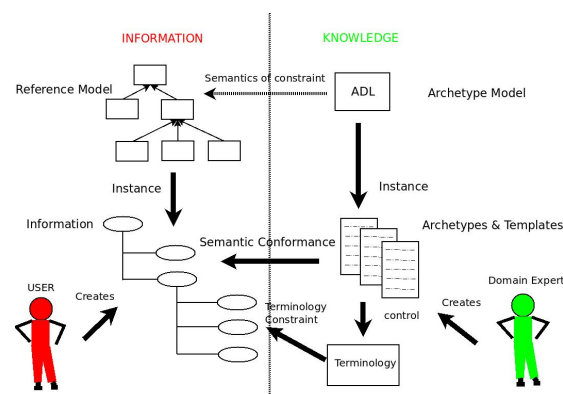 INFORMATION
KNOWLEDGE
Semantics of constraint
Reference Model
ADL
Archetype Model
Instance
Instance
Information
Archetypes & Templates
Semantic Conformance
USER
Domain Expert
Creates
Terminology
Constraint
Creates
control
Terminology